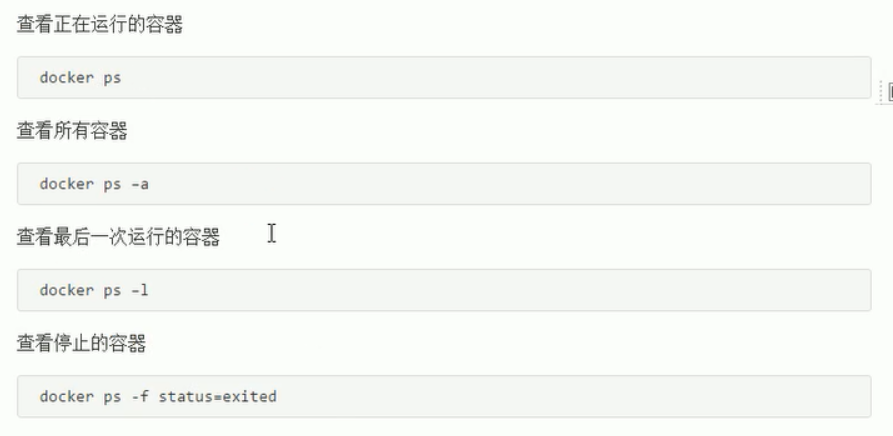 查看正在运行的容器
docker ps
查看所有容器
docker ps –a
查看最后一次运行的容器
docker ps –l
查看停止的容器
docker ps -f status=exited